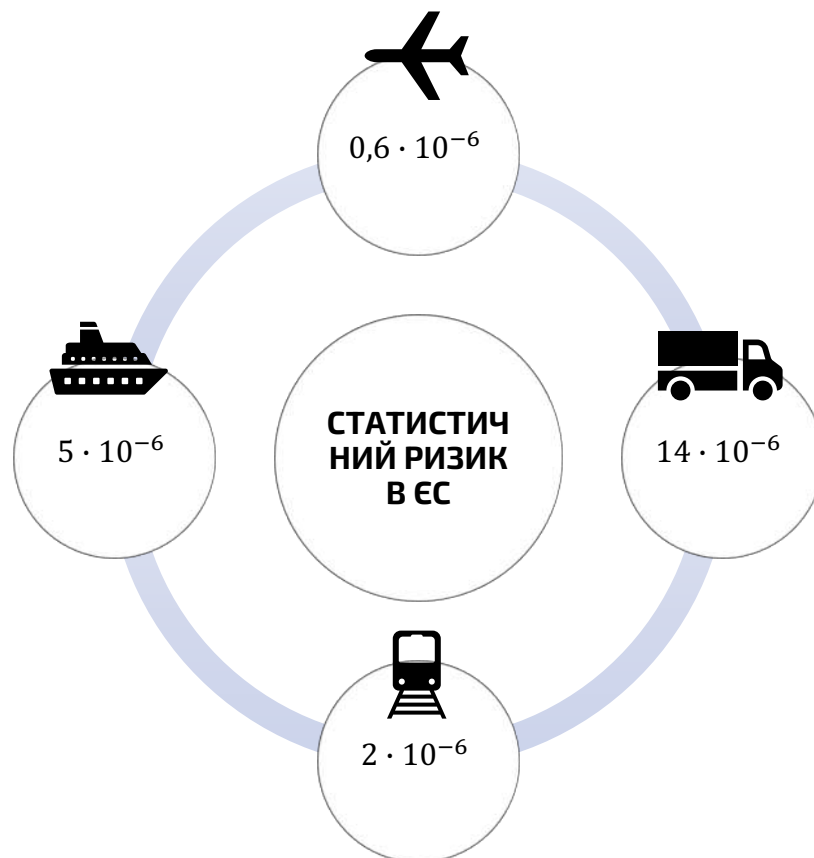 0,6 · 10⁻⁶
5 · 10⁻⁶
СТАТИСТИЧ
НИЙ РИЗИК
В ЄС
14 · 10⁻⁶
2 · 10⁻⁶